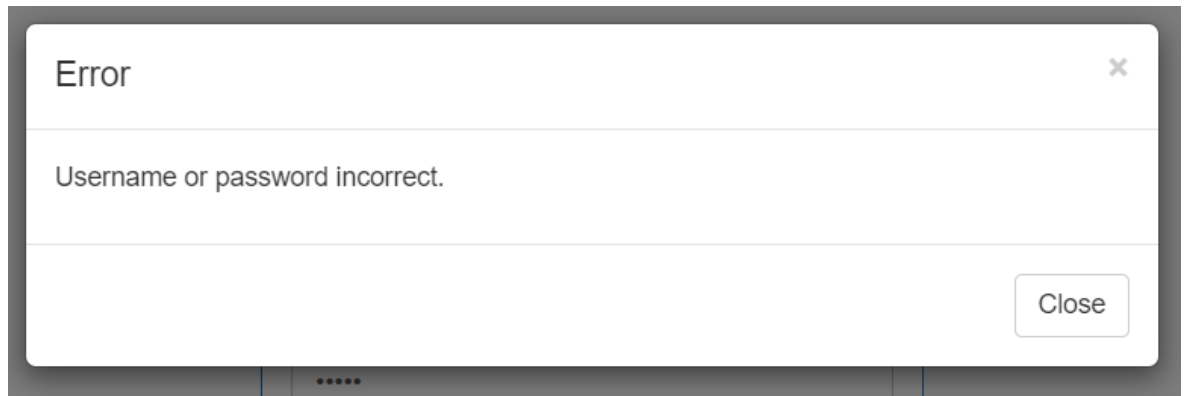 Error
×
Username or password incorrect.
Close
•••••